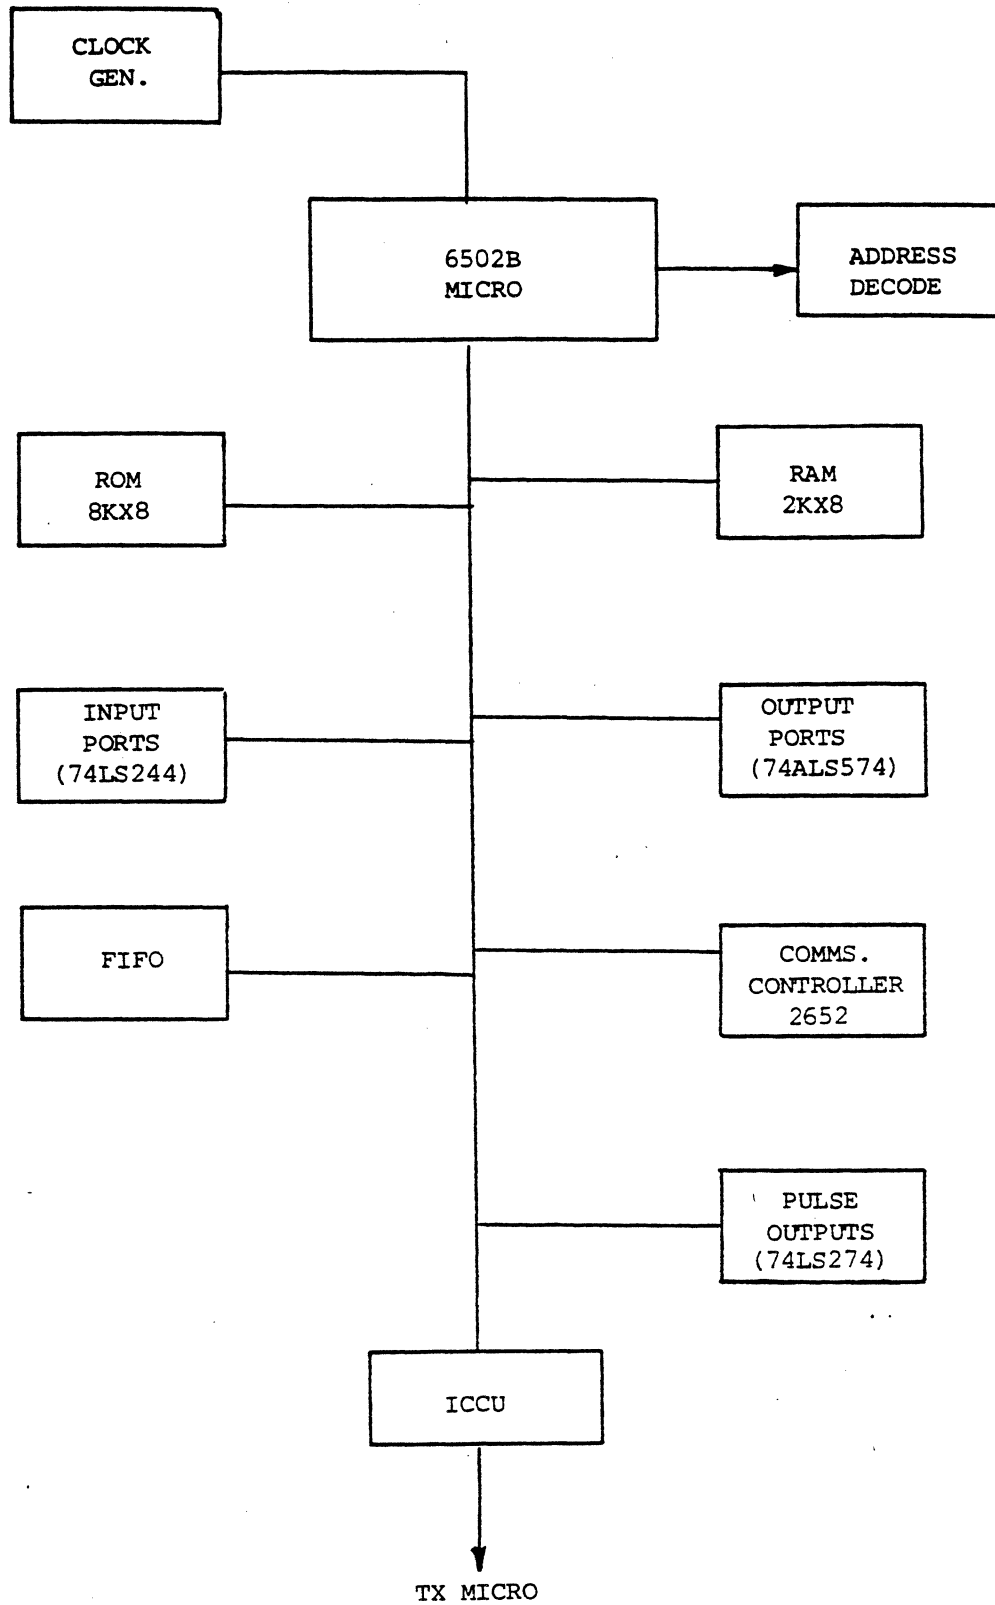 CLOCK
GEN.
6502B
MICRO
ADDRESS
DECODE
ROM
8KX8
RAM
2KX8
INPUT
PORTS
(74LS244)
OUTPUT
PORTS
(74ALS574)
FIFO
COMMS.
CONTROLLER
2652
PULSE
OUTPUTS
(74LS274)
ICCU
TX MICRO